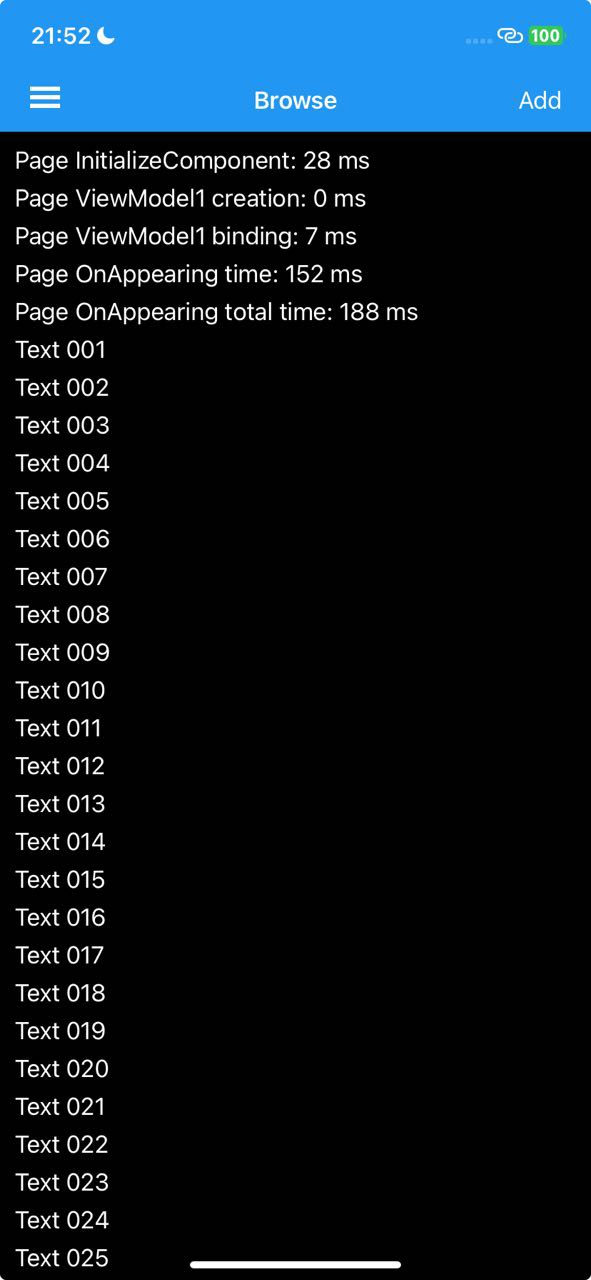 21:52
100
Browse
Add
Page InitializeComponent: 28 ms
Page ViewModel1 creation: 0 ms
Page ViewModel1 binding: 7 ms
Page OnAppearing time: 152 ms
Page OnAppearing total time: 188 ms
Text 001
Text 002
Text 003
Text 004
Text 005
Text 006
Text 007
Text 008
Text 009
Text 010
Text 011
Text 012
Text 013
Text 014
Text 015
Text 016
Text 017
Text 018
Text 019
Text 020
Text 021
Text 022
Text 023
Text 024
Text 025